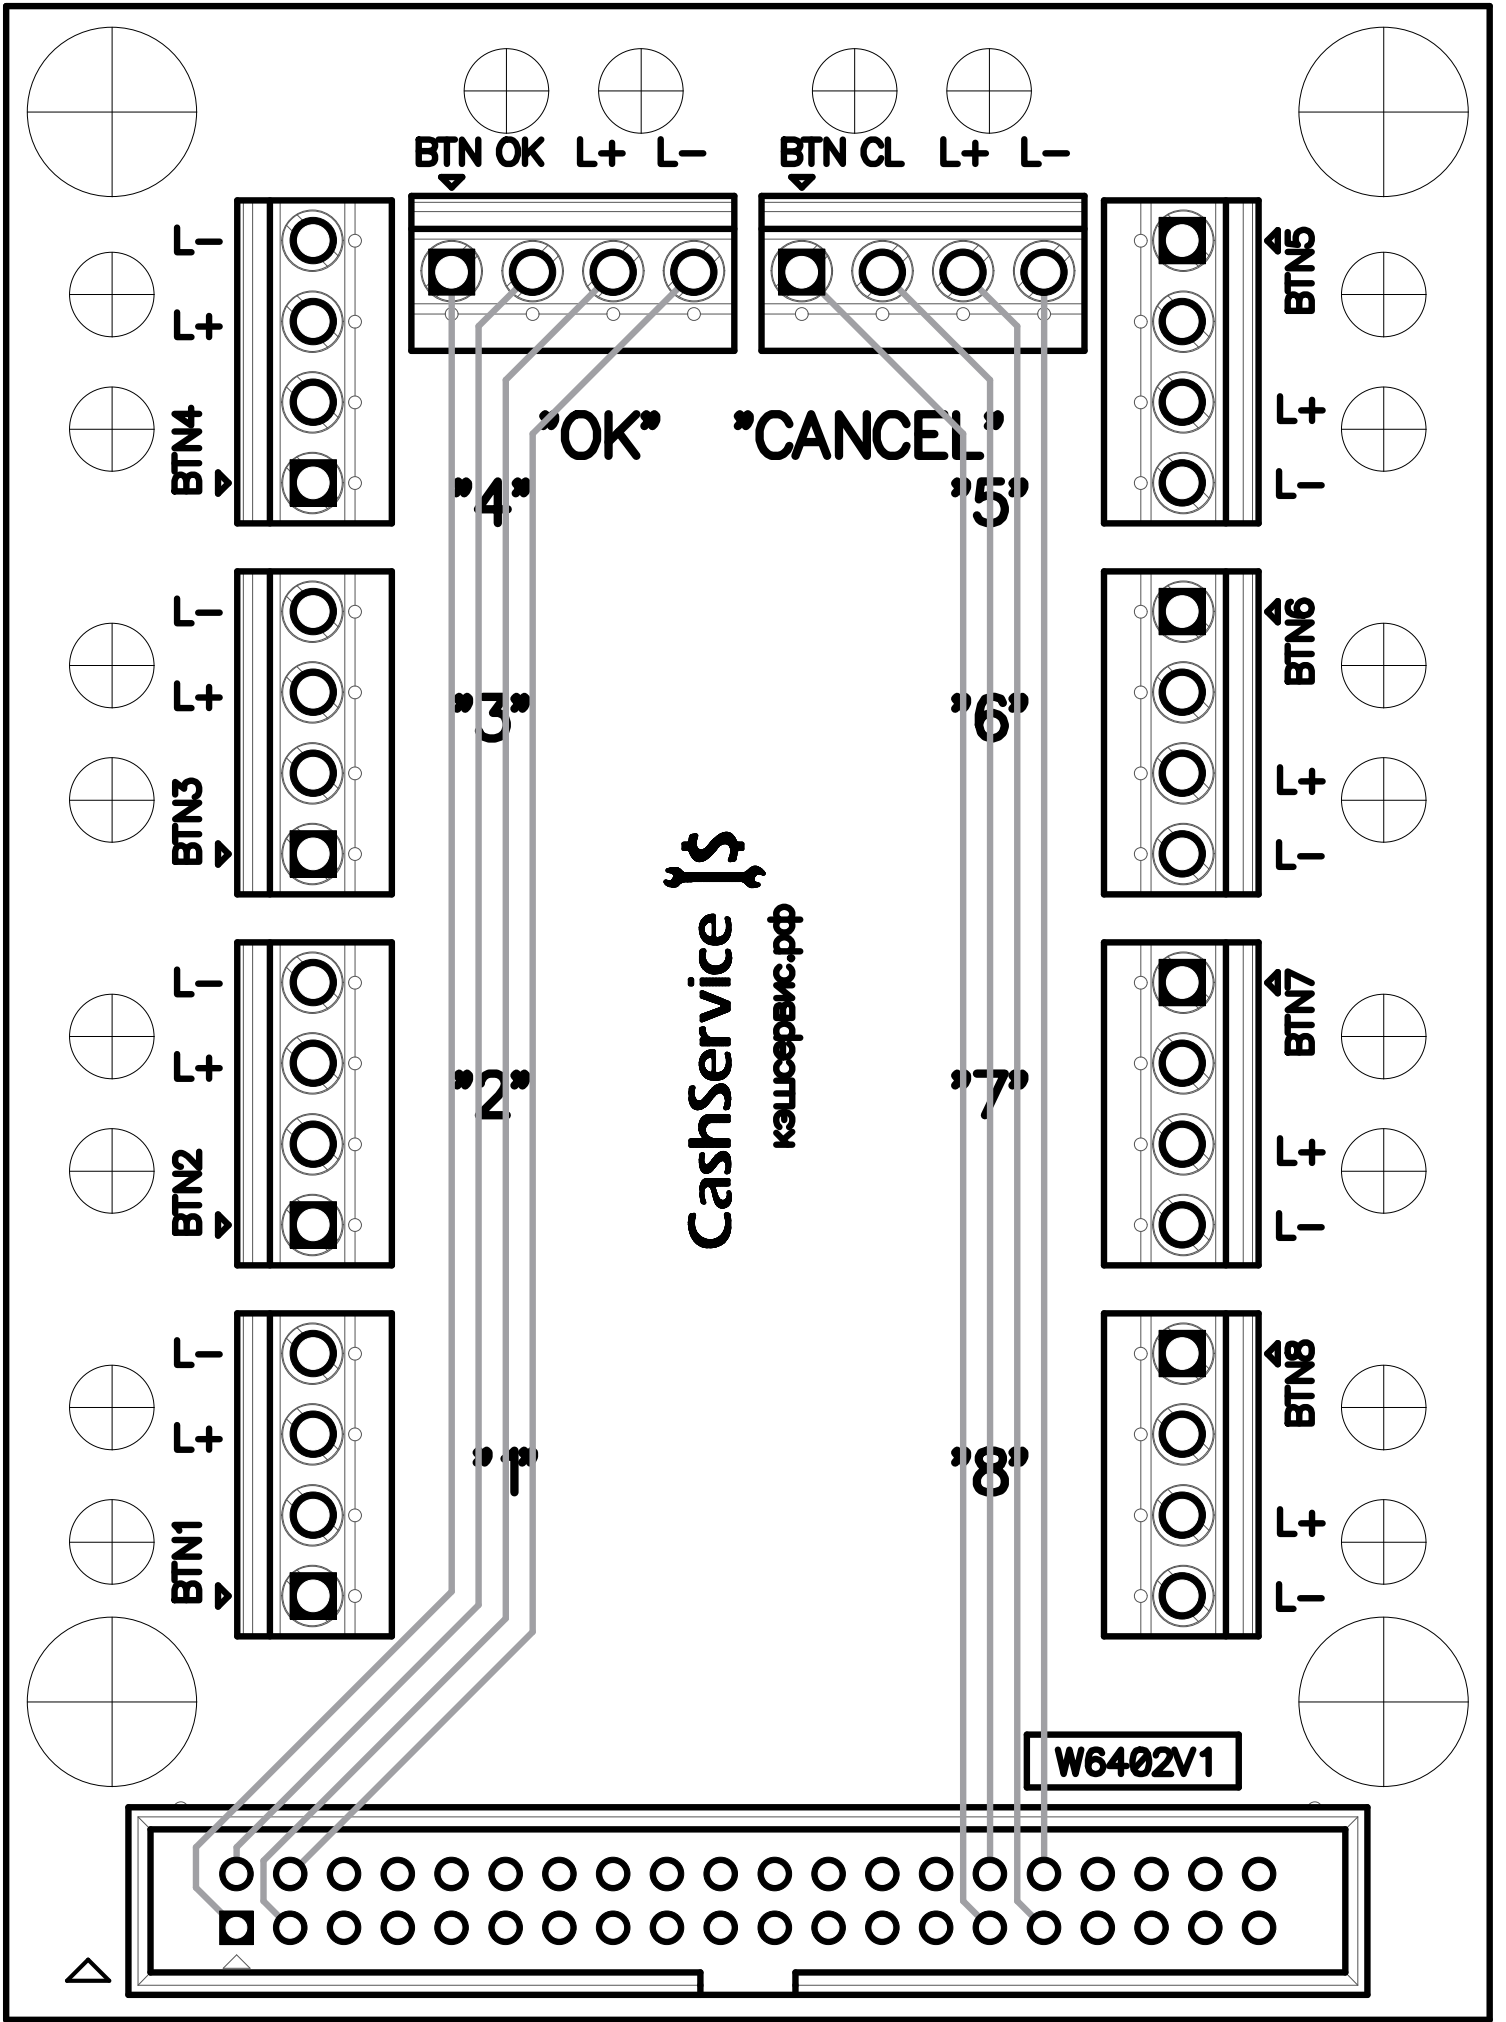 BTN OK L+ L- BTN CL L+ L-
L-
L+
BTN4
BTN5
L+
L-
"OK" "CANCEL"
"4" "5"
L-
L+
BTN3
BTN6
L+
L-
"3" "6"
CashService
кэшсервис.рф
L-
L+
BTN2
BTN7
L+
L-
"2" "7"
L-
L+
BTN1
BTN8
L+
L-
"1" "8"
W6402V1